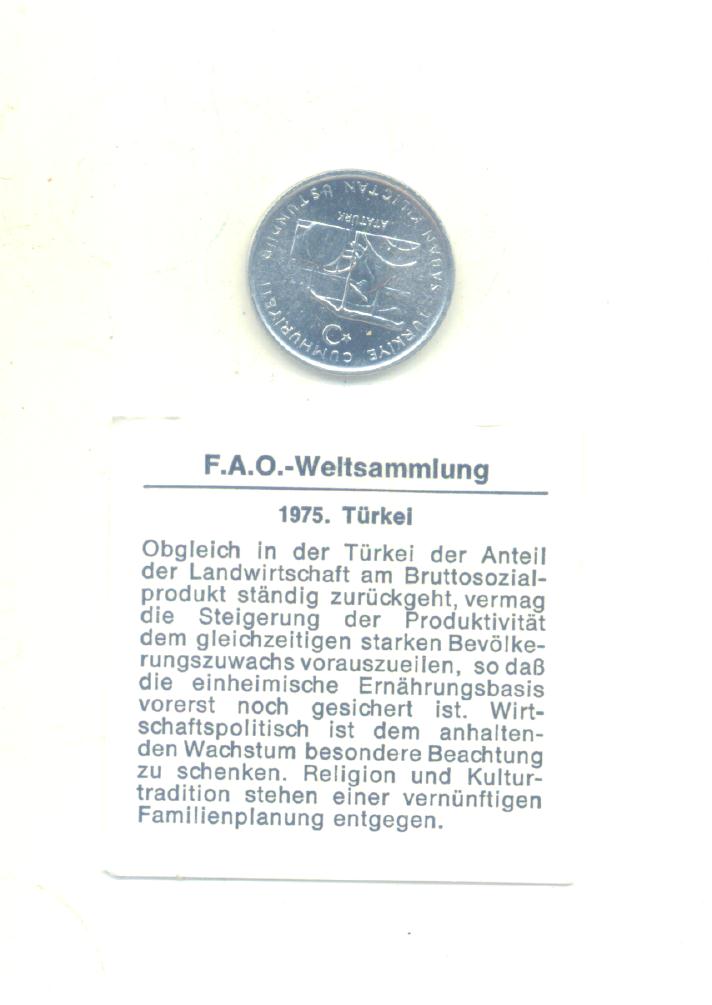 TÜRKİYE CUMHURİYETİ
SABAN KILIÇTAN ÜSTÜNDÜR
ATATÜRK
F.A.O.-Weltsammlung
1975. Türkei
Obgleich in der Türkei der Anteil
der Landwirtschaft am Bruttosozial-
produkt ständig zurückgeht, vermag
die Steigerung der Produktivität
dem gleichzeitigen starken Bevölke-
rungszuwachs vorauszueilen, so daß
die einheimische Ernährungsbasis
vorerst noch gesichert ist. Wirt-
schaftspolitisch ist dem anhalten-
den Wachstum besondere Beachtung
zu schenken. Religion und Kultur-
tradition stehen einer vernünftigen
Familienplanung entgegen.